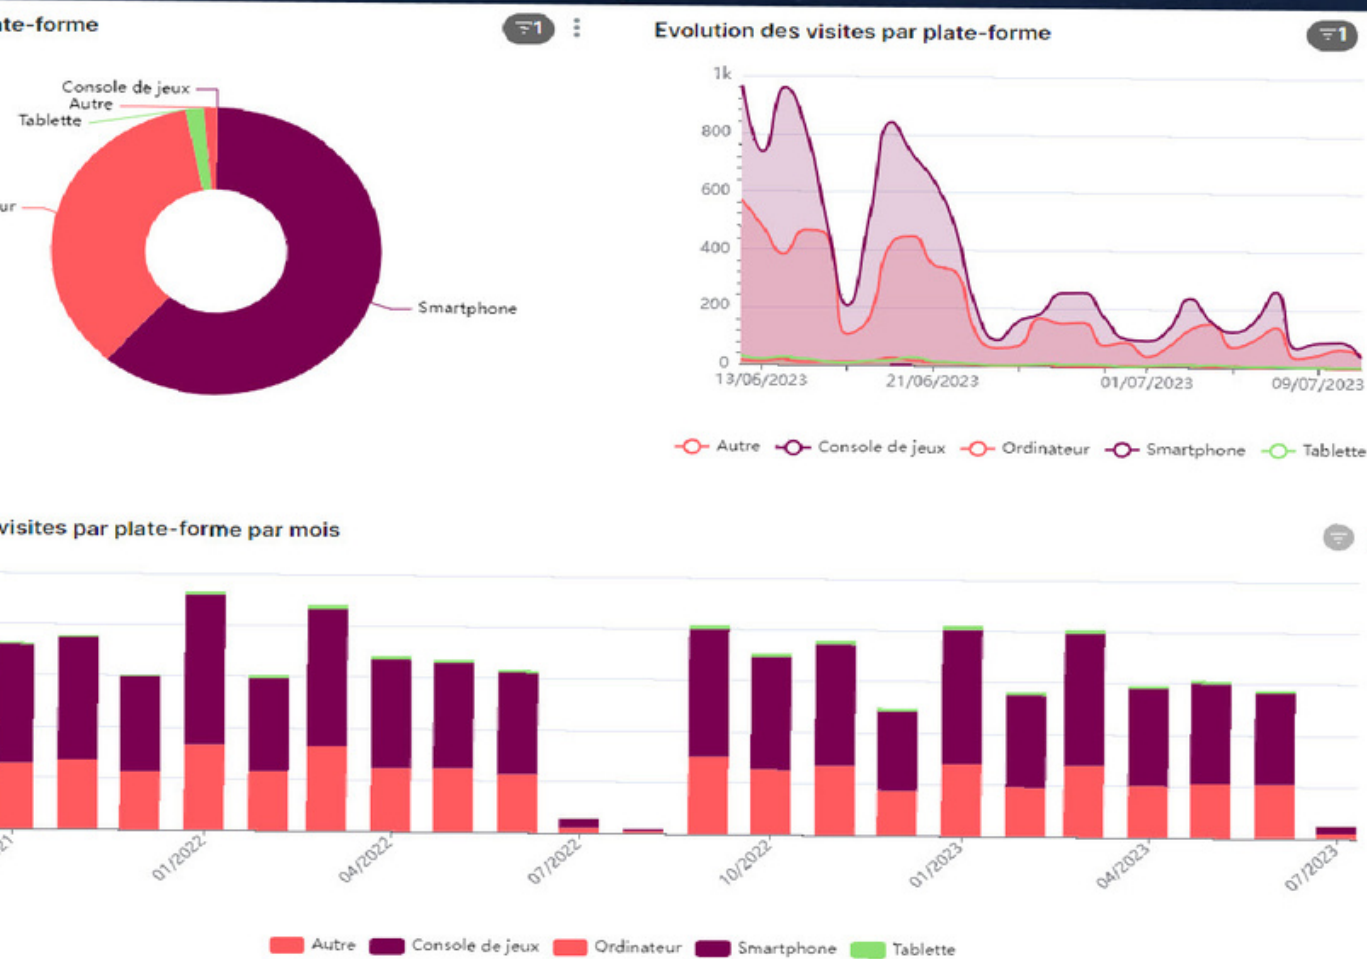 te-forme
1
Console de jeux
Autre
Tablette
ur
Smartphone
Evolution des visites par plate-forme
1
1k
800
600
400
200
0
13/06/2023 21/06/2023 01/07/2023 09/07/2023
Autre Console de jeux Ordinateur Smartphone Tablette
visites par plate-forme par mois
21 01/2022 04/2022 07/2022 10/2022 01/2023 04/2023 07/2023
Autre Console de jeux Ordinateur Smartphone Tablette